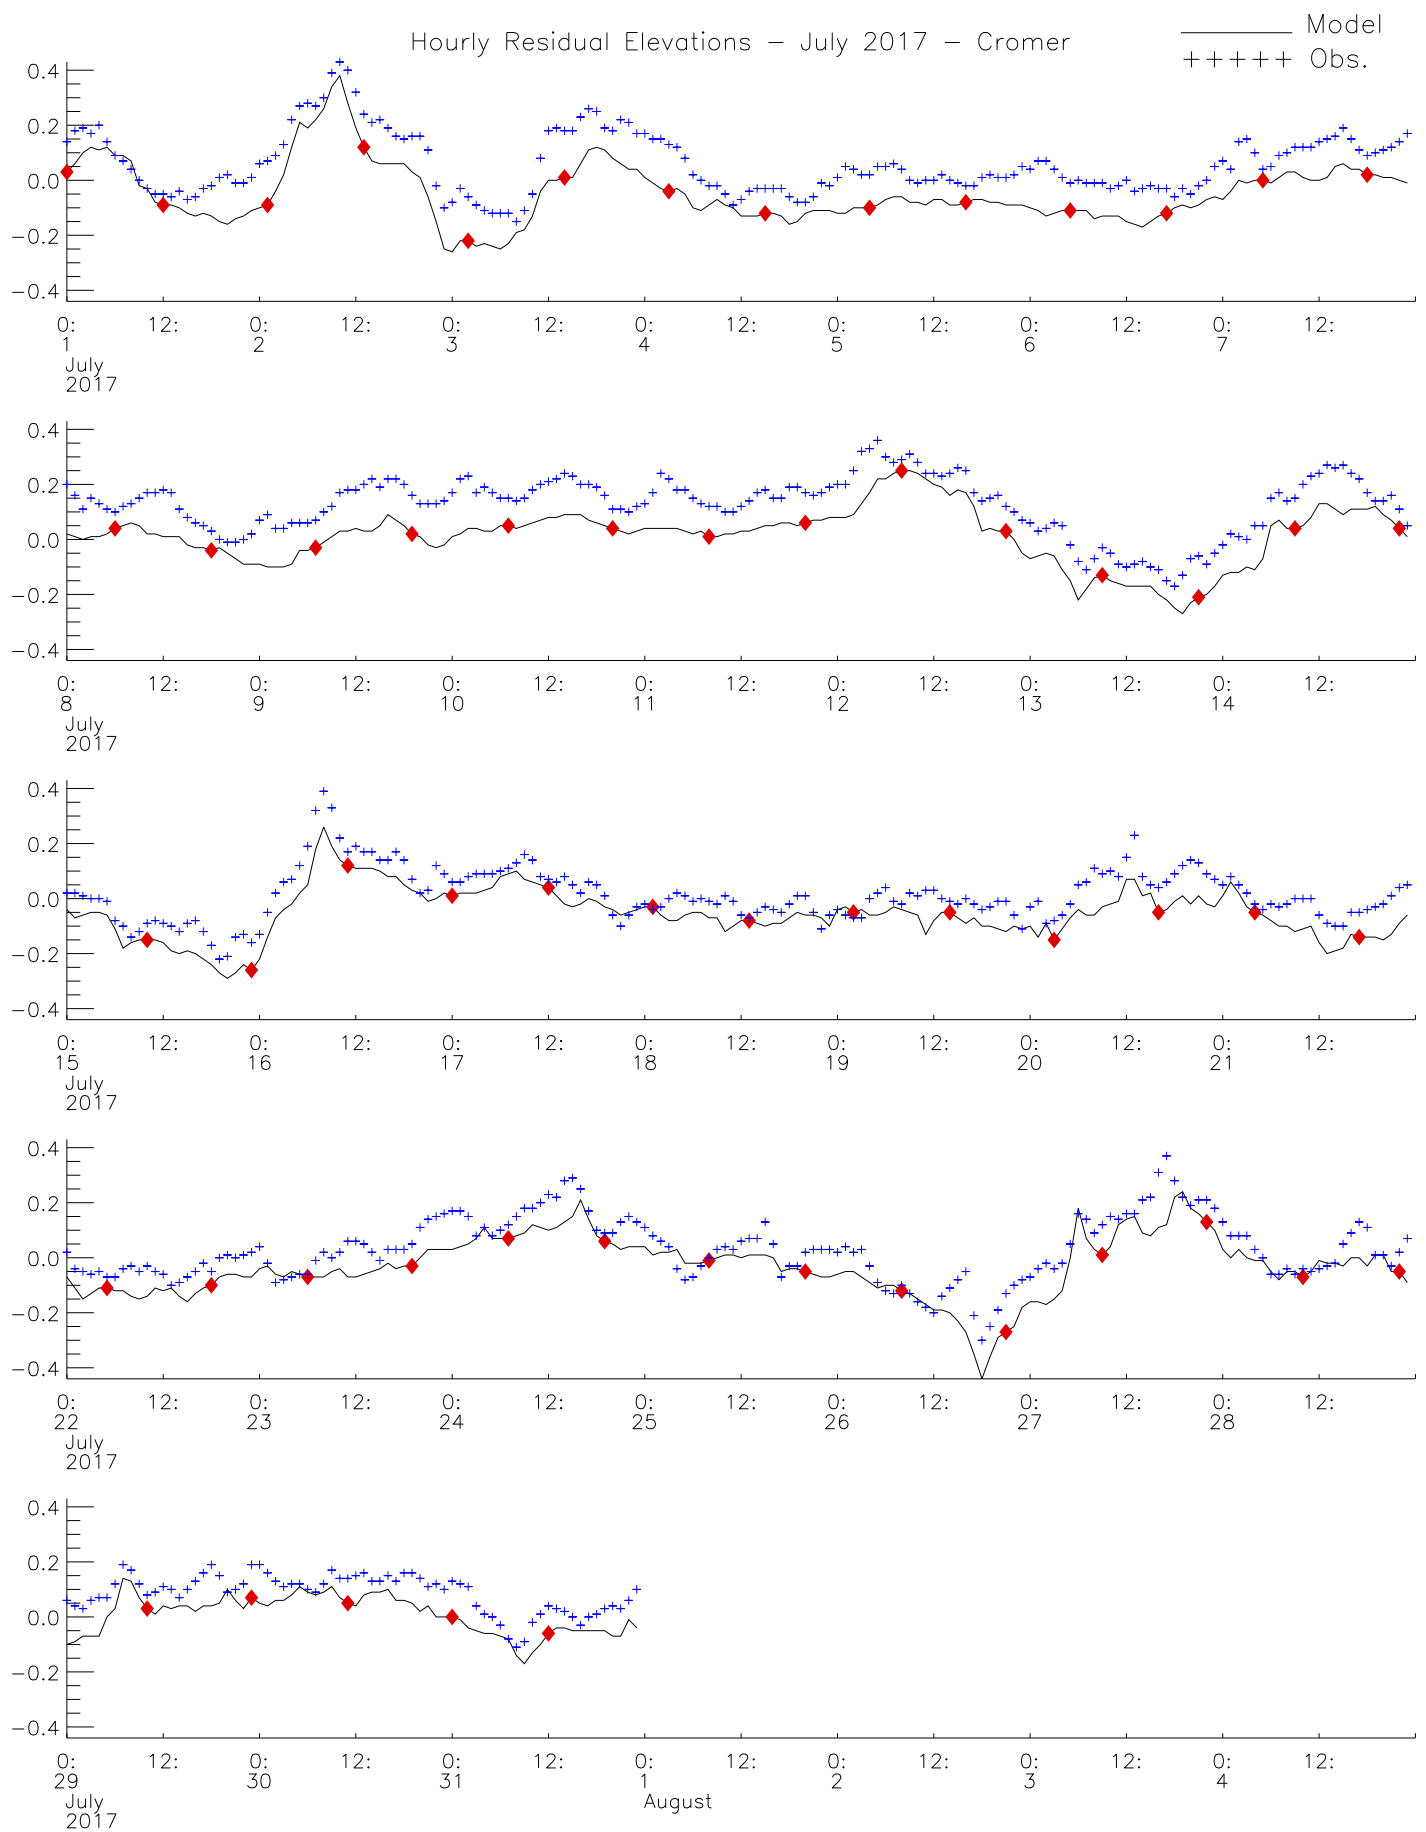 Hourly Residual Elevations – July 2017 – Cromer
Model
+++++ Obs.
0.4
0.2
0.0
−0.2
−0.4
0: 12: 0: 12: 0: 12: 0: 12: 0: 12: 0: 12: 0: 12:
1 2 3 4 5 6 7
July
2017
0.4
0.2
0.0
−0.2
−0.4
0: 12: 0: 12: 0: 12: 0: 12: 0: 12: 0: 12: 0: 12:
8 9 10 11 12 13 14
July
2017
0.4
0.2
0.0
−0.2
−0.4
0: 12: 0: 12: 0: 12: 0: 12: 0: 12: 0: 12: 0: 12:
15 16 17 18 19 20 21
July
2017
0.4
0.2
0.0
−0.2
−0.4
0: 12: 0: 12: 0: 12: 0: 12: 0: 12: 0: 12: 0: 12:
22 23 24 25 26 27 28
July
2017
0.4
0.2
0.0
−0.2
−0.4
0: 12: 0: 12: 0: 12: 0: 12: 0: 12: 0: 12: 0: 12:
29 30 31 1 2 3 4
July August
2017